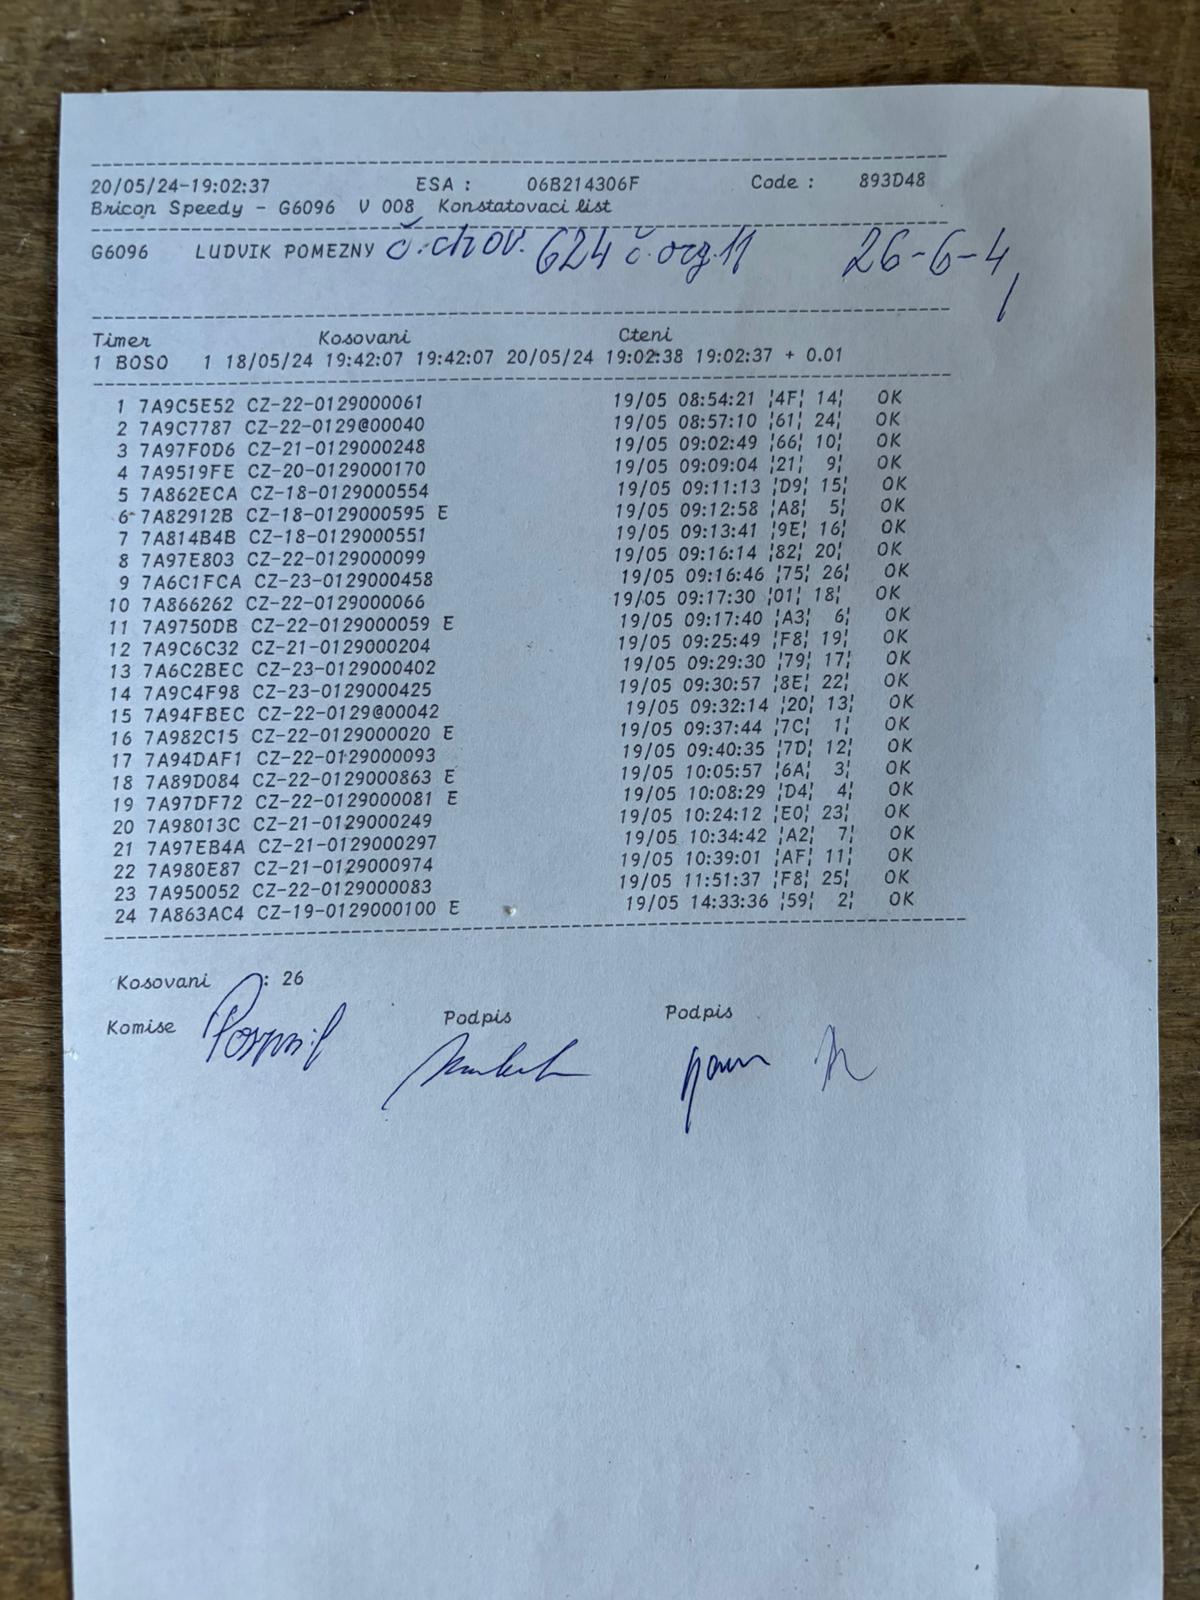 20/05/24-19:02:37 ESA : 06B214306F Code : 893D48
Bricon Speedy - G6096 V 008 Konstatovaci list
G6096 LUDVIK POMEZNY č.chov. 624 č.org.11 26-6-4
Timer Kosovani Cteni
1 BOSO 1 18/05/24 19:42:07 19:42:07 20/05/24 19:02:38 19:02:37 + 0.01
1 7A9C5E52 CZ-22-0129000061 19/05 08:54:21 ¦4F¦ 14¦ OK
2 7A9C7787 CZ-22-0129000040 19/05 08:57:10 ¦61¦ 24¦ OK
3 7A97F0D6 CZ-21-0129000248 19/05 09:02:49 ¦66¦ 10¦ OK
4 7A9519FE CZ-20-0129000170 19/05 09:09:04 ¦21¦ 9¦ OK
5 7A862ECA CZ-18-0129000554 19/05 09:11:13 ¦D9¦ 15¦ OK
6 7A82912B CZ-18-0129000595 E 19/05 09:12:58 ¦A8¦ 5¦ OK
7 7A814B4B CZ-18-0129000551 19/05 09:13:41 ¦9E¦ 16¦ OK
8 7A97E803 CZ-22-0129000099 19/05 09:16:14 ¦82¦ 20¦ OK
9 7A6C1FCA CZ-23-0129000458 19/05 09:16:46 ¦75¦ 26¦ OK
10 7A866262 CZ-22-0129000066 19/05 09:17:30 ¦01¦ 18¦ OK
11 7A9750DB CZ-22-0129000059 E 19/05 09:17:40 ¦A3¦ 6¦ OK
12 7A9C6C32 CZ-21-0129000204 19/05 09:25:49 ¦F8¦ 19¦ OK
13 7A6C2BEC CZ-23-0129000402 19/05 09:29:30 ¦79¦ 17¦ OK
14 7A9C4F98 CZ-23-0129000425 19/05 09:30:57 ¦8E¦ 22¦ OK
15 7A94FBEC CZ-22-0129000042 19/05 09:32:14 ¦20¦ 13¦ OK
16 7A982C15 CZ-22-0129000020 E 19/05 09:37:44 ¦7C¦ 1¦ OK
17 7A94DAF1 CZ-22-0129000093 19/05 09:40:35 ¦7D¦ 12¦ OK
18 7A89D084 CZ-22-0129000863 E 19/05 10:05:57 ¦6A¦ 3¦ OK
19 7A97DF72 CZ-22-0129000081 E 19/05 10:08:29 ¦D4¦ 4¦ OK
20 7A98013C CZ-21-0129000249 19/05 10:24:12 ¦E0¦ 23¦ OK
21 7A97EB4A CZ-21-0129000297 19/05 10:34:42 ¦A2¦ 7¦ OK
22 7A980E87 CZ-21-0129000974 19/05 10:39:01 ¦AF¦ 11¦ OK
23 7A950052 CZ-22-0129000083 19/05 11:51:37 ¦F8¦ 25¦ OK
24 7A863AC4 CZ-19-0129000100 E 19/05 14:33:36 ¦59¦ 2¦ OK
Kosovani : 26
Komise Podpis Podpis